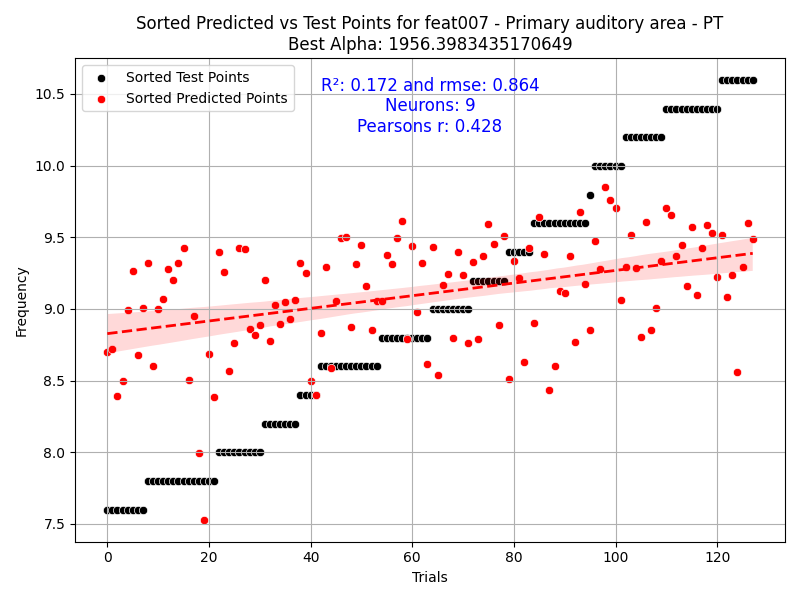 Sorted Predicted vs Test Points for feat007 - Primary auditory area - PT
Best Alpha: 1956.3983435170649
Sorted Test Points
Sorted Predicted Points
R²: 0.172 and rmse: 0.864
Neurons: 9
Pearsons r: 0.428
Frequency
10.5
10.0
9.5
9.0
8.5
8.0
7.5
0 20 40 60 80 100 120
Trials